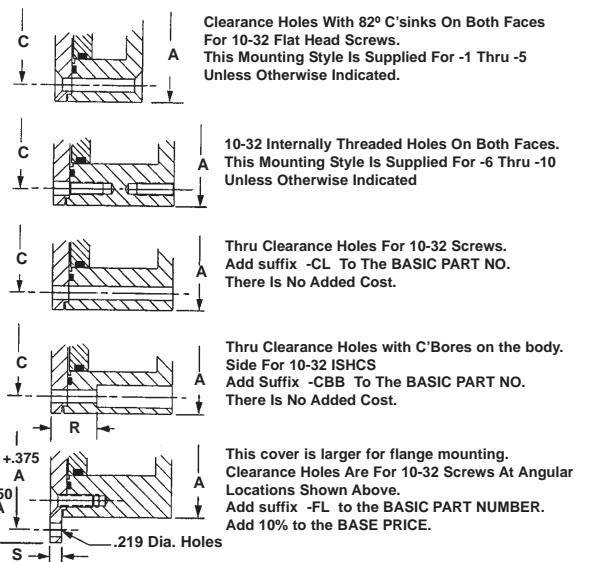 C
A
Clearance Holes With 82º C'sinks On Both Faces
For 10-32 Flat Head Screws.
This Mounting Style Is Supplied For -1 Thru -5
Unless Otherwise Indicated.
C
A
10-32 Internally Threaded Holes On Both Faces.
This Mounting Style Is Supplied For -6 Thru -10
Unless Otherwise Indicated
C
A
Thru Clearance Holes For 10-32 Screws.
Add suffix -CL To The BASIC PART NO.
There Is No Added Cost.
C
A
R
Thru Clearance Holes with C'Bores on the body.
Side For 10-32 ISHCS
Add Suffix -CBB To The BASIC PART NO.
There Is No Added Cost.
+.375
A
50
A
A
S
.219 Dia. Holes
This cover is larger for flange mounting.
Clearance Holes Are For 10-32 Screws At Angular
Locations Shown Above.
Add suffix -FL to the BASIC PART NUMBER.
Add 10% to the BASE PRICE.